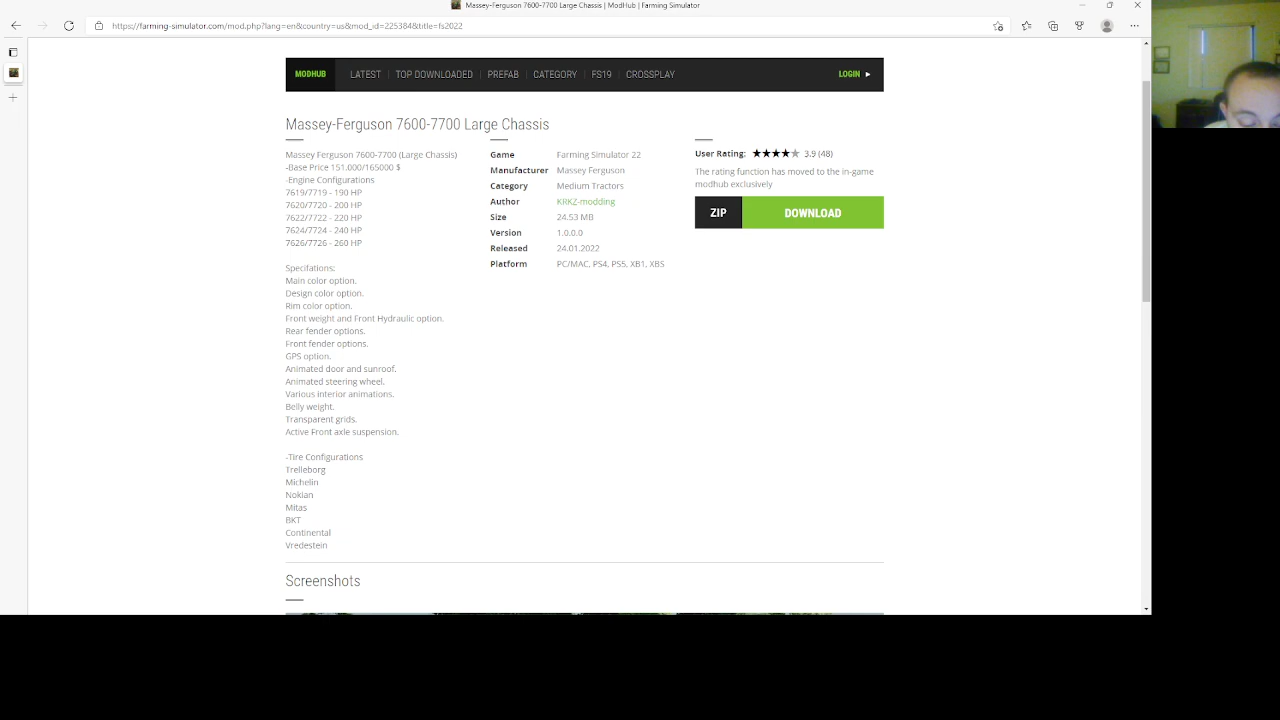 Massey-Ferguson 7600-7700 Large Chassis | ModHub | Farming Simulator
https://farming-simulator.com/mod.php?lang=en&country=us&mod_id=225384&title=fs2022
MODHUB LATEST TOP DOWNLOADED PREFAB CATEGORY FS19 CROSSPLAY LOGIN
Massey-Ferguson 7600-7700 Large Chassis
Massey Ferguson 7600-7700 (Large Chassis)
-Base Price 151.000/165000 $
-Engine Configurations
7619/7719 - 190 HP
7620/7720 - 200 HP
7622/7722 - 220 HP
7624/7724 - 240 HP
7626/7726 - 260 HP
Specifations:
Main color option.
Design color option.
Rim color option.
Front weight and Front Hydraulic option.
Rear fender options.
Front fender options.
GPS option.
Animated door and sunroof.
Animated steering wheel.
Various interior animations.
Belly weight.
Transparent grids.
Active Front axle suspension.
-Tire Configurations
Trelleborg
Michelin
Nokian
Mitas
BKT
Continental
Vredestein
Game Farming Simulator 22
Manufacturer Massey Ferguson
Category Medium Tractors
Author KRKZ-modding
Size 24.53 MB
Version 1.0.0.0
Released 24.01.2022
Platform PC/MAC, PS4, PS5, XB1, XBS
User Rating: 3.9 (48)
The rating function has moved to the in-game
modhub exclusively
ZIP DOWNLOAD
Screenshots